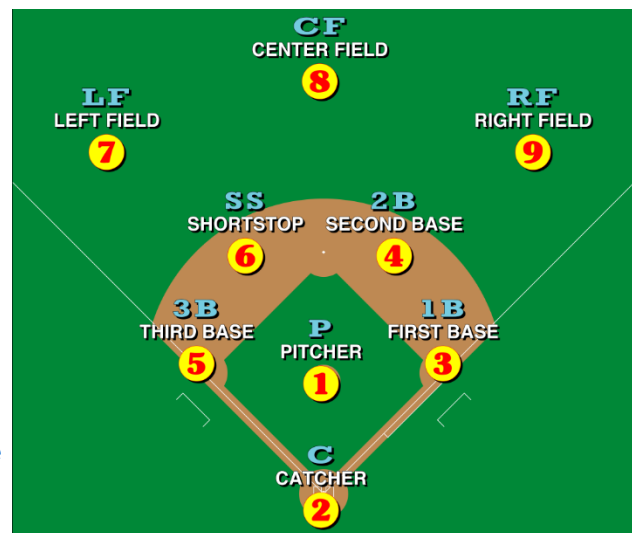 CF
CENTER FIELD
8
LF
LEFT FIELD
7
RF
RIGHT FIELD
9
SS
SHORTSTOP
6
2B
SECOND BASE
4
3B
THIRD BASE
5
P
PITCHER
1
1B
FIRST BASE
3
C
CATCHER
2